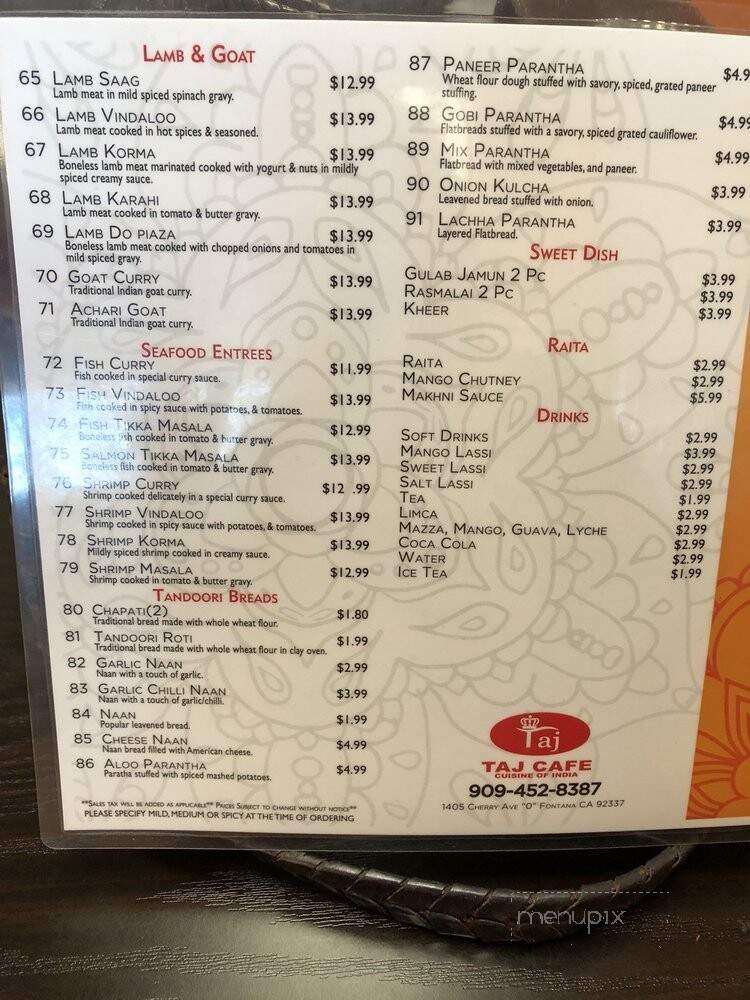 LAMB & GOAT
65 LAMB SAAG $12.99
Lamb meat in mild spiced spinach gravy.
66 LAMB VINDALOO $13.99
Lamb meat cooked in hot spices & seasoned.
67 LAMB KORMA $13.99
Boneless lamb meat marinated cooked with yogurt & nuts in mildly
spiced creamy sauce.
68 LAMB KARAHI $13.99
Lamb meat cooked in tomato & butter gravy.
69 LAMB DO PIAZA $13.99
Boneless lamb meat cooked with chopped onions and tomatoes in
mild spiced gravy.
70 GOAT CURRY $13.99
Traditional Indian goat curry.
71 ACHARI GOAT $13.99
Traditional Indian goat curry.
SEAFOOD ENTREES
72 FISH CURRY $11.99
Fish cooked in special curry sauce.
73 FISH VINDALOO $13.99
Fish cooked in spicy sauce with potatoes, & tomatoes.
74 FISH TIKKA MASALA $12.99
Boneless fish cooked in tomato & butter gravy.
75 SALMON TIKKA MASALA $13.99
Boneless fish cooked in tomato & butter gravy.
76 SHRIMP CURRY $12 .99
Shrimp cooked delicately in a special curry sauce.
77 SHRIMP VINDALOO $13.99
Shrimp cooked in spicy sauce with potatoes, & tomatoes.
78 SHRIMP KORMA $13.99
Mildly spiced shrimp cooked in creamy sauce.
79 SHRIMP MASALA $12.99
Shrimp cooked in tomato & butter gravy.
TANDOORI BREADS
80 CHAPATI(2) $1.80
Traditional bread made with whole wheat flour.
81 TANDOORI ROTI $1.99
Traditional bread made with whole wheat flour in clay oven.
82 GARLIC NAAN $2.99
Naan with a touch of garlic.
83 GARLIC CHILLI NAAN $3.99
Naan with a touch of garlic/chilli.
84 NAAN $1.99
Popular leavened bread.
85 CHEESE NAAN $4.99
Naan bread filled with American cheese.
86 ALOO PARANTHA $4.99
Paratha stuffed with spiced mashed potatoes.
**SALES TAX WILL BE ADDED AS APPLICABLE** PRICES SUBJECT TO CHANGE WITHOUT NOTICE**
PLEASE SPECIFY MILD, MEDIUM OR SPICY AT THE TIME OF ORDERING
87 PANEER PARANTHA $4.9
Wheat flour dough stuffed with savory, spiced, grated paneer
stuffing.
88 GOBI PARANTHA $4.99
Flatbreads stuffed with a savory, spiced grated cauliflower.
89 MIX PARANTHA $4.99
Flatbread with mixed vegetables, and paneer.
90 ONION KULCHA $3.99
Leavened bread stuffed with onion.
91 LACHHA PARANTHA $3.99
Layered Flatbread.
SWEET DISH
GULAB JAMUN 2 PC $3.99
RASMALAI 2 PC $3.99
KHEER $3.99
RAITA
RAITA $2.99
MANGO CHUTNEY $2.99
MAKHNI SAUCE $5.99
DRINKS
SOFT DRINKS $2.99
MANGO LASSI $3.99
SWEET LASSI $2.99
SALT LASSI $2.99
TEA $1.99
LIMCA $2.99
MAZZA, MANGO, GUAVA, LYCHE $2.99
COCA COLA $2.99
WATER $2.99
ICE TEA $1.99
Taj
TAJ CAFE
CUISINE OF INDIA
909-452-8387
1405 CHERRY AVE "D" FONTANA CA 92337
menupix